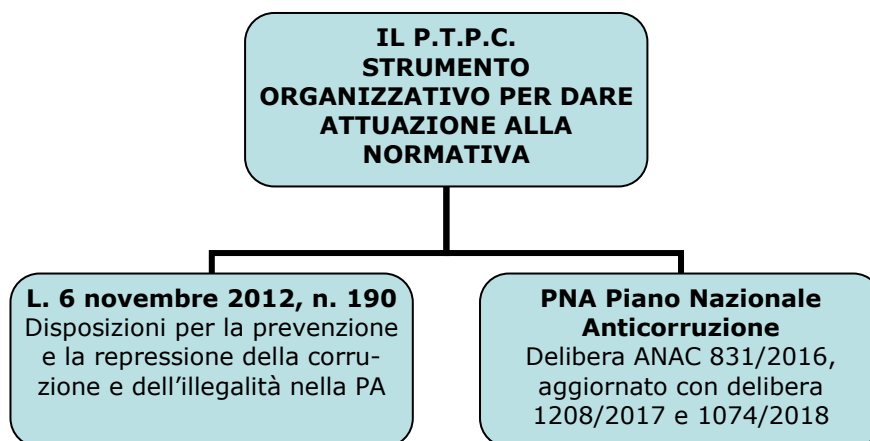 IL P.T.P.C.
STRUMENTO
ORGANIZZATIVO PER DARE
ATTUAZIONE ALLA
NORMATIVA
L. 6 novembre 2012, n. 190
Disposizioni per la prevenzione
e la repressione della corru-
zione e dell'illegalità nella PA
PNA Piano Nazionale
Anticorruzione
Delibera ANAC 831/2016,
aggiornato con delibera
1208/2017 e 1074/2018